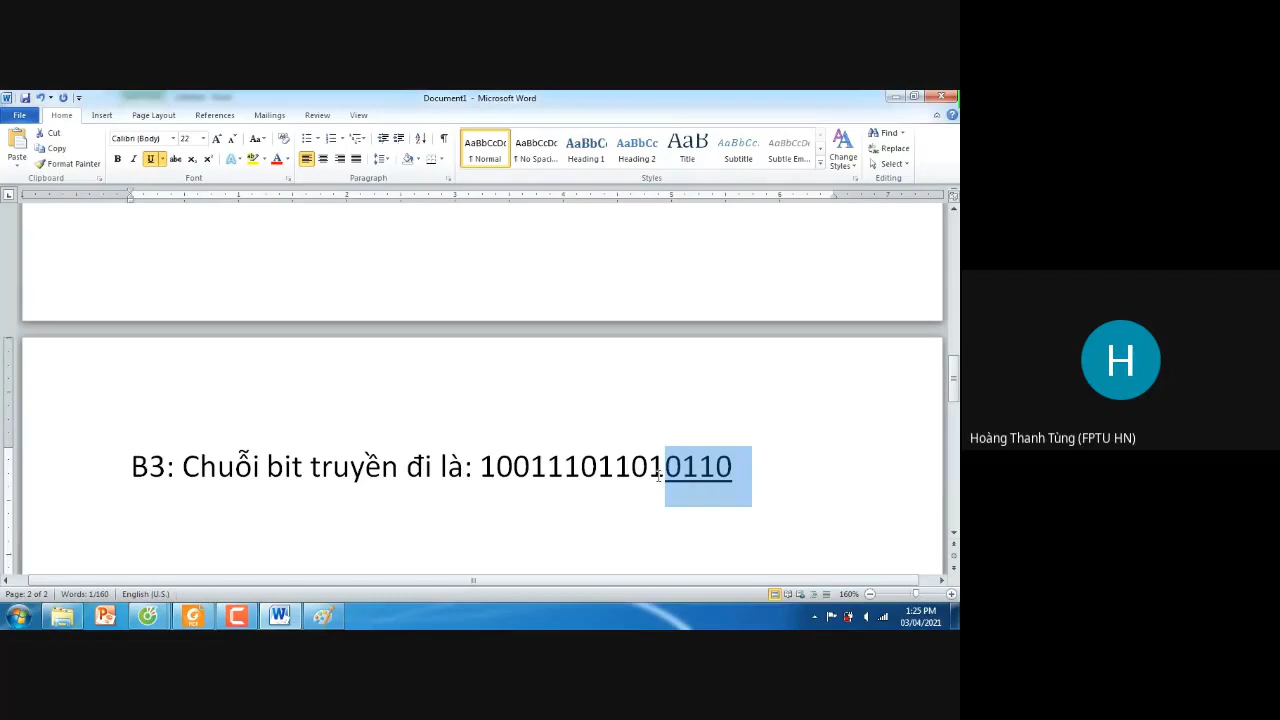 Document1 - Microsoft Word
File Home Insert Page Layout References Mailings Review View
Paste
Cut
Copy
Format Painter
Clipboard
Calibri (Body) 22
Font
Paragraph
AaBbCcDc AaBbCcDc AaBbC AaBbCc AaB AaBbCc. AaBbCcD
¶ Normal ¶ No Spaci... Heading 1 Heading 2 Title Subtitle Subtle Em...
Styles
Change Styles
Find
Replace
Select
Editing
B3: Chuỗi bit truyền đi là: 100111011010110
H
Hoàng Thanh Tùng (FPTU HN)
Page: 2 of 2 Words: 1/160 English (U.S.) 160%
1:25 PM
03/04/2021